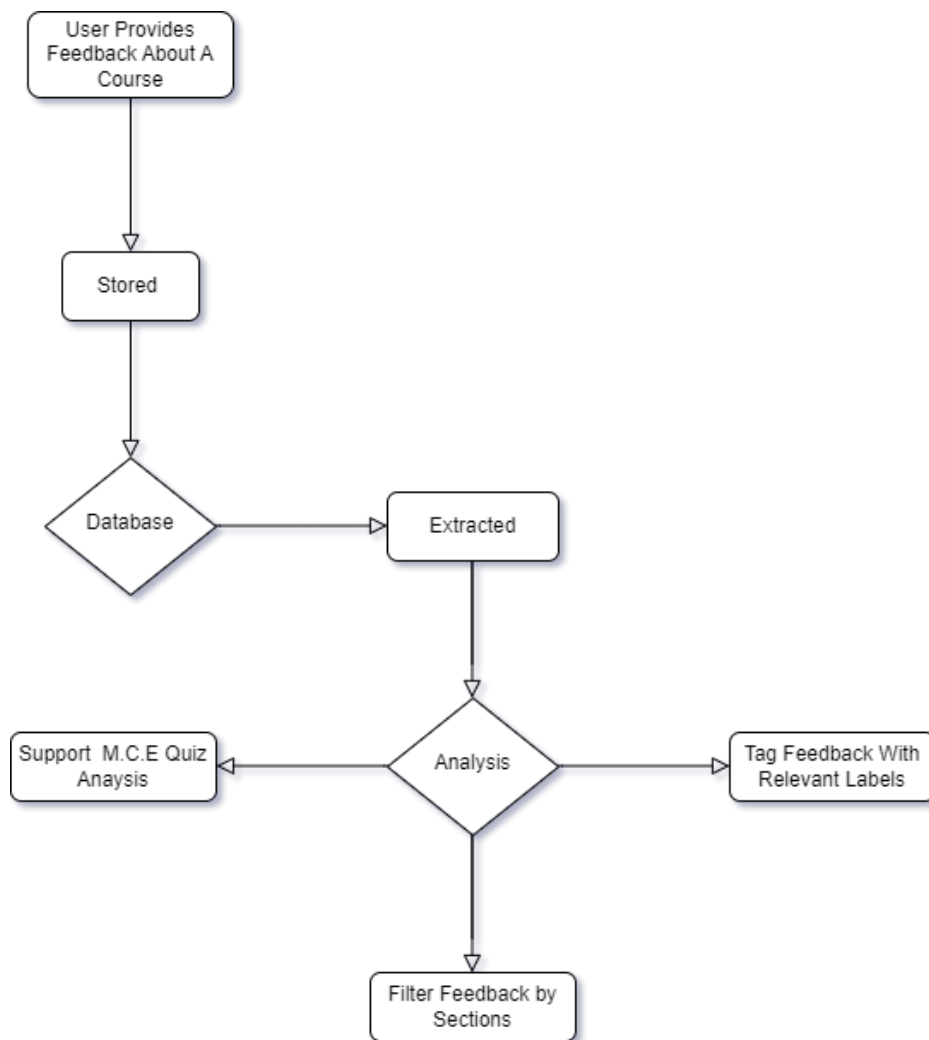 User Provides
Feedback About A
Course
Stored
Database
Extracted
Analysis
Support  M.C.E Quiz
Anaysis
Tag Feedback With
Relevant Labels
Filter Feedback by
Sections